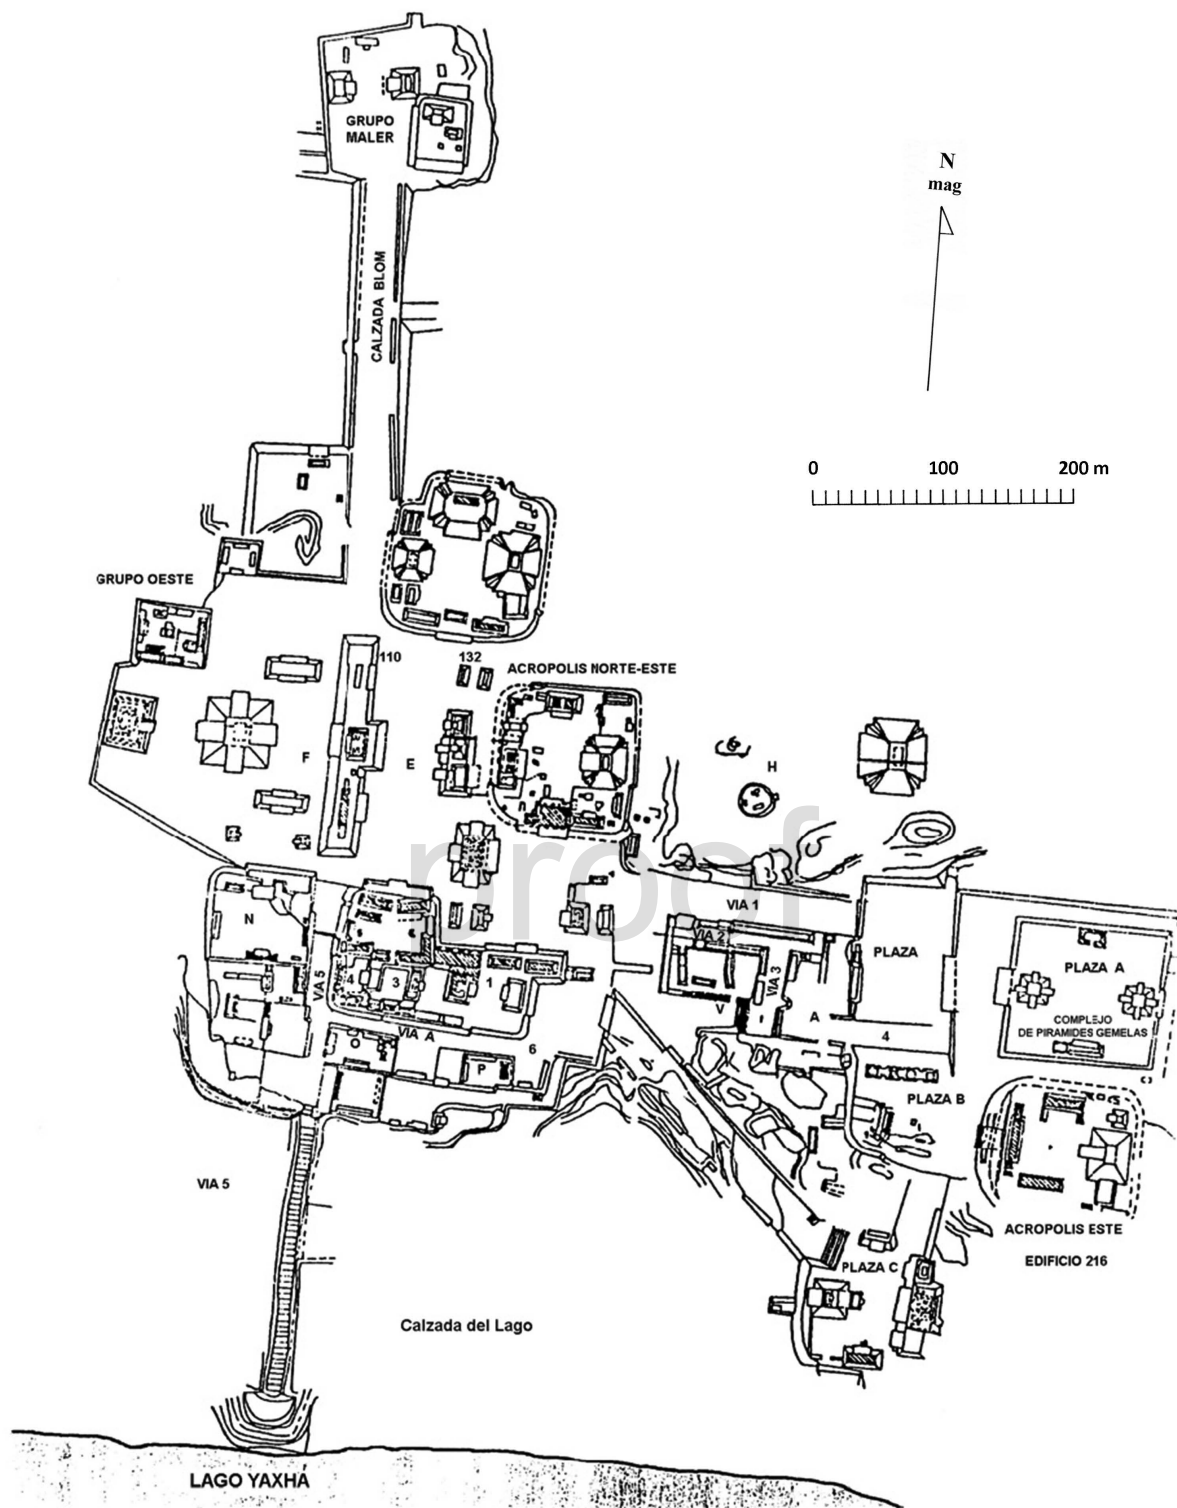 GRUPO
MALER
N
mag
CALZADA BLOM
0 100 200 m
GRUPO OESTE
110
132
ACROPOLIS NORTE-ESTE
F
E
H
proof
VIA 1
N
VIA 2
PLAZA
PLAZA A
VIA 5
3
1
VIA 3
V
A
COMPLEJO
DE PIRAMIDES GEMELAS
VIA A
4
6
O
P
PLAZA B
VIA 5
ACROPOLIS ESTE
EDIFICIO 216
PLAZA C
Calzada del Lago
LAGO YAXHÁ